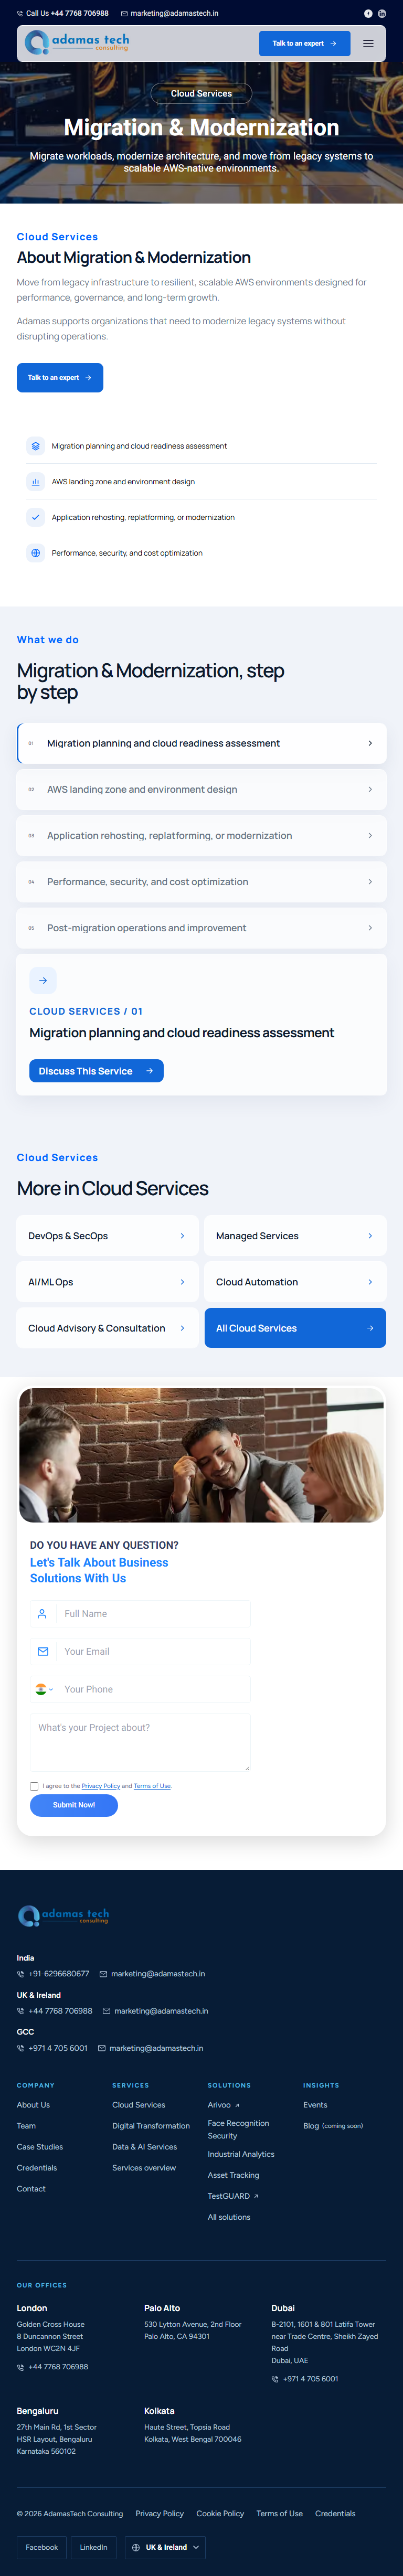 Call Us +44 7768 706988 marketing@adamastech.in
adamas tech
consulting
Talk to an expert
Cloud Services
Migration & Modernization
Migrate workloads, modernize architecture, and move from legacy systems to
scalable AWS-native environments.
Cloud Services
About Migration & Modernization
Move from legacy infrastructure to resilient, scalable AWS environments designed for
performance, governance, and long-term growth.
Adamas supports organizations that need to modernize legacy systems without
disrupting operations.
Talk to an expert
Migration planning and cloud readiness assessment
AWS landing zone and environment design
Application rehosting, replatforming, or modernization
Performance, security, and cost optimization
What we do
Migration & Modernization, step
by step
01 Migration planning and cloud readiness assessment
02 AWS landing zone and environment design
03 Application rehosting, replatforming, or modernization
04 Performance, security, and cost optimization
05 Post-migration operations and improvement
CLOUD SERVICES / 01
Migration planning and cloud readiness assessment
Discuss This Service
Cloud Services
More in Cloud Services
DevOps & SecOps
Managed Services
AI/ML Ops
Cloud Automation
Cloud Advisory & Consultation
All Cloud Services
DO YOU HAVE ANY QUESTION?
Let's Talk About Business
Solutions With Us
Full Name
Your Email
Your Phone
What's your Project about?
I agree to the Privacy Policy and Terms of Use
Submit Now!
adamas tech
consulting
India
+91-6296680677 marketing@adamastech.in
UK & Ireland
+44 7768 706988 marketing@adamastech.in
GCC
+971 4 705 6001 marketing@adamastech.in
COMPANY
About Us
Team
Case Studies
Credentials
Contact
SERVICES
Cloud Services
Digital Transformation
Data & AI Services
Services overview
SOLUTIONS
Arivoo
Face Recognition
Security
Industrial Analytics
Asset Tracking
TestGUARD
All solutions
INSIGHTS
Events
Blog (coming soon)
OUR OFFICES
London
Golden Cross House
8 Duncannon Street
London WC2N 4JF
+44 7768 706988
Palo Alto
530 Lytton Avenue, 2nd Floor
Palo Alto, CA 94301
Dubai
B-2101, 1601 & 801 Latifa Tower
near Trade Centre, Sheikh Zayed
Road
Dubai, UAE
+971 4 705 6001
Bengaluru
27th Main Rd, 1st Sector
HSR Layout, Bengaluru
Karnataka 560102
Kolkata
Haute Street, Topsia Road
Kolkata, West Bengal 700046
© 2026 AdamasTech Consulting Privacy Policy Cookie Policy Terms of Use Credentials
Facebook LinkedIn UK & Ireland